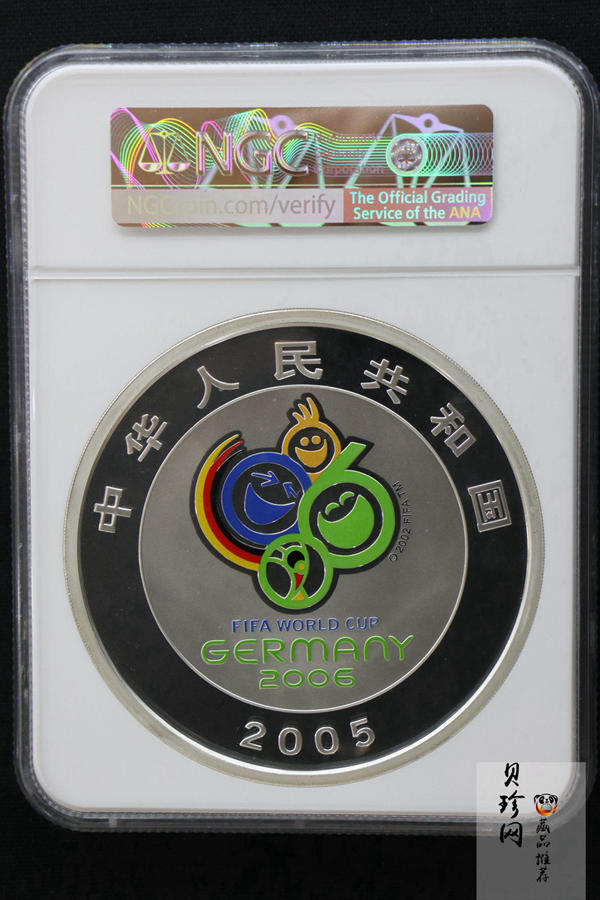 NGC
Corporation
NGCcoin.com/verify
The Official Grading
Service of the ANA
中华人民共和国
© 2002 FIFA TM
FIFA WORLD CUP
GERMANY
2006
2005
贝珍网
藏品推荐